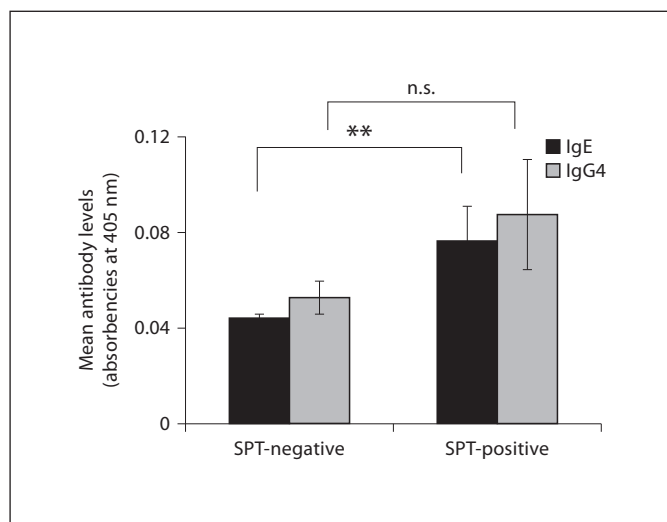 n.s.
**
IgE
IgG4
Mean antibody levels
(absorbencies at 405 nm)
0.12
0.08
0.04
0
SPT-negative
SPT-positive